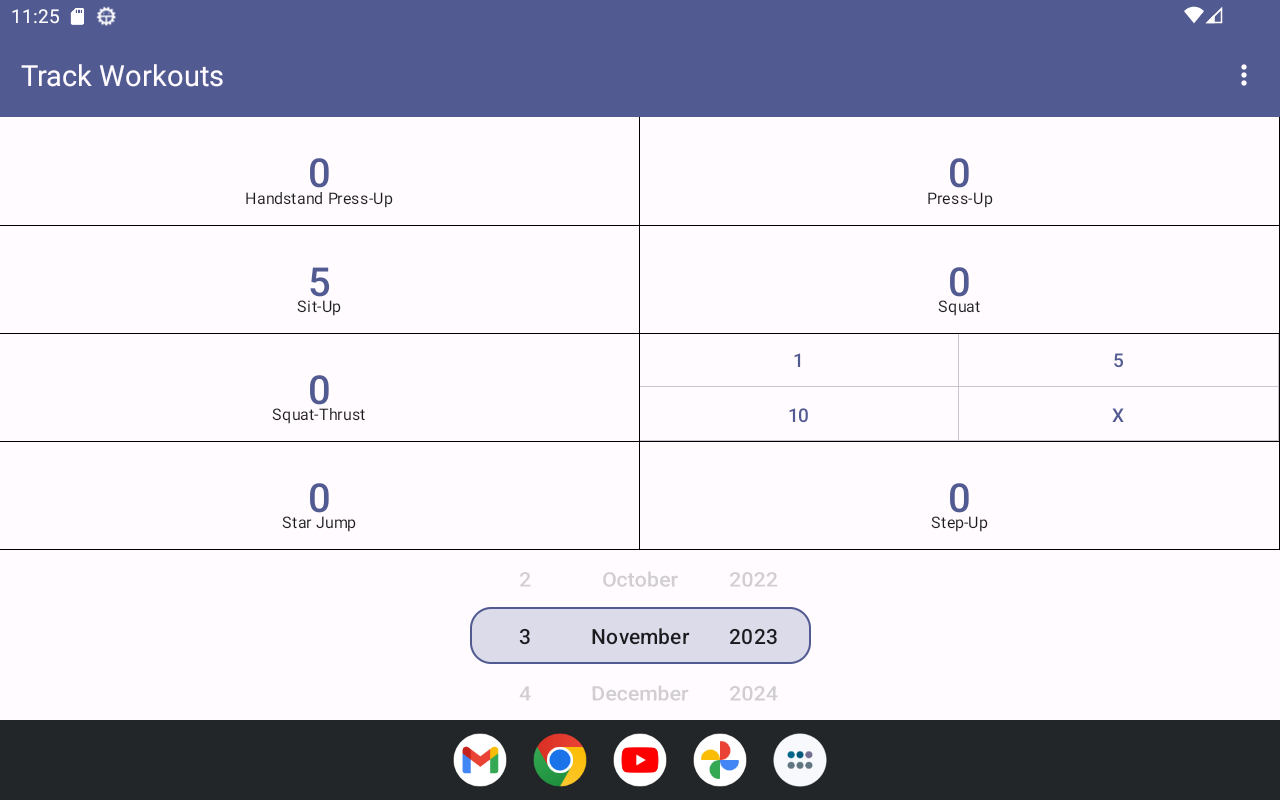 11:25
Track Workouts
0
Handstand Press-Up
0
Press-Up
5
Sit-Up
0
Squat
0
Squat-Thrust
1
5
10
X
0
Star Jump
0
Step-Up
2 October 2022
3 November 2023
4 December 2024